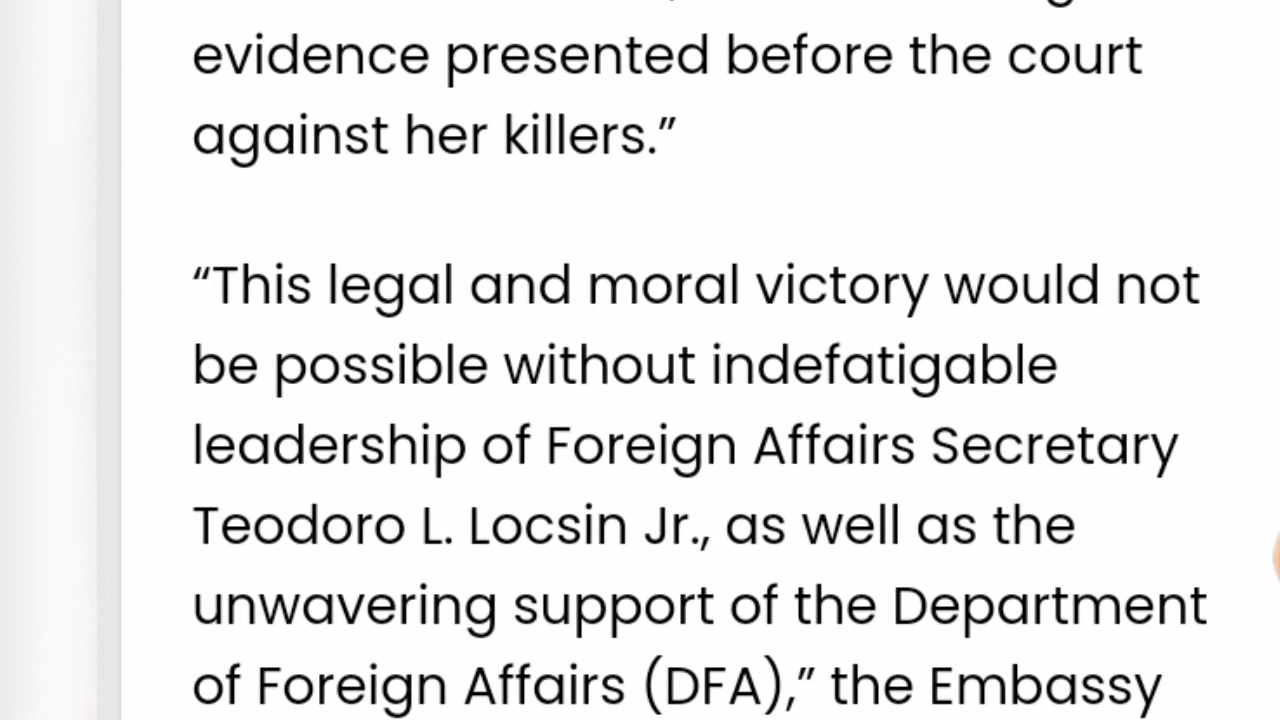 evidence presented before the court
against her killers.”
“This legal and moral victory would not
be possible without indefatigable
leadership of Foreign Affairs Secretary
Teodoro L. Locsin Jr., as well as the
unwavering support of the Department
of Foreign Affairs (DFA),” the Embassy